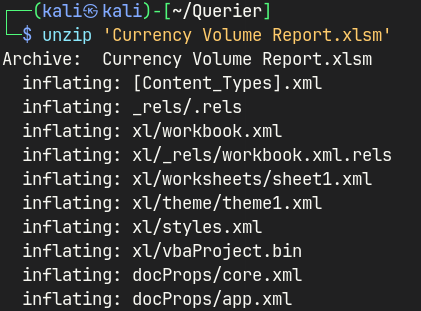 ┌──(kali㉿kali)-[~/Querier]
└─$ unzip 'Currency Volume Report.xlsm'
Archive:  Currency Volume Report.xlsm
  inflating: [Content_Types].xml
  inflating: _rels/.rels
  inflating: xl/workbook.xml
  inflating: xl/_rels/workbook.xml.rels
  inflating: xl/worksheets/sheet1.xml
  inflating: xl/theme/theme1.xml
  inflating: xl/styles.xml
  inflating: xl/vbaProject.bin
  inflating: docProps/core.xml
  inflating: docProps/app.xml